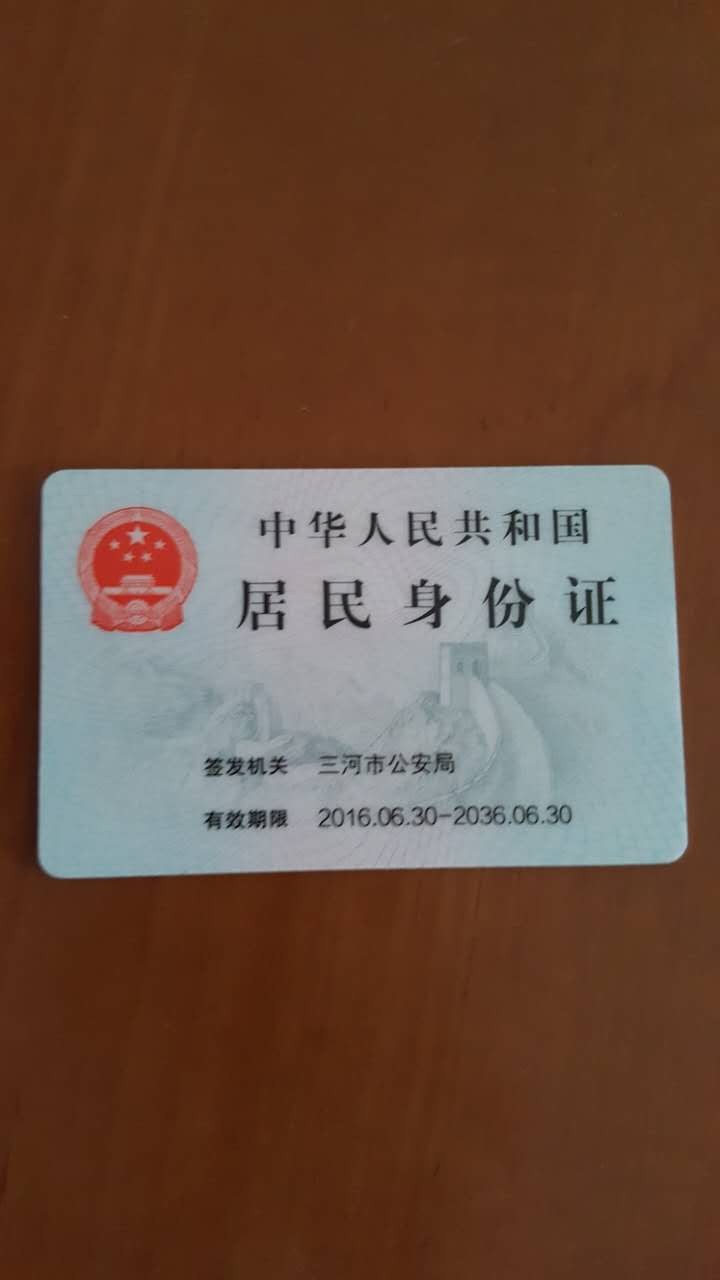 中华人民共和国
居民身份证
签发机关 三河市公安局
有效期限 2016.06.30-2036.06.30